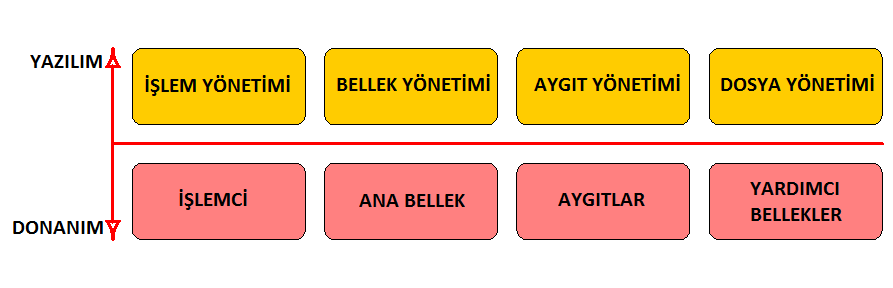 YAZILIM
İŞLEM YÖNETİMİ
BELLEK YÖNETİMİ
AYGIT YÖNETİMİ
DOSYA YÖNETİMİ
DONANIM
İŞLEMCİ
ANA BELLEK
AYGITLAR
YARDIMCI
BELLEKLER